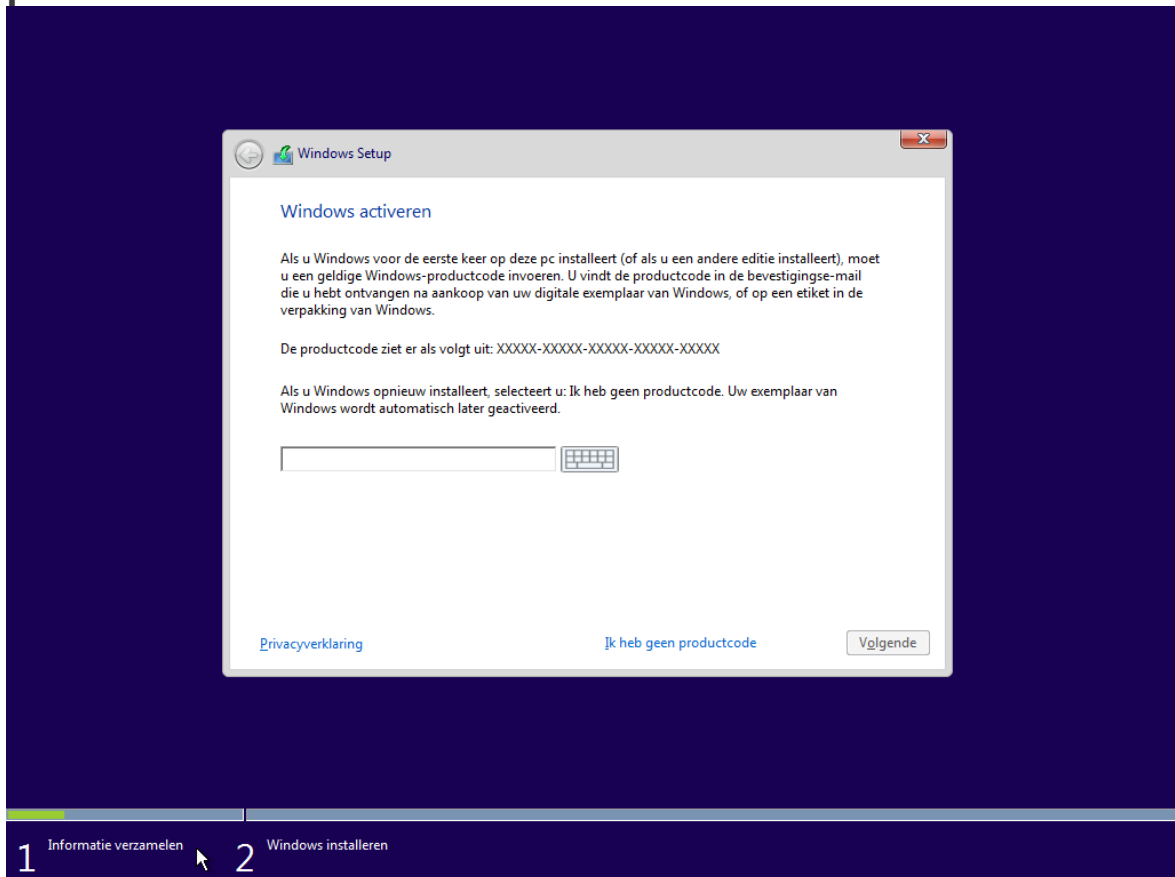 Windows Setup
Windows activeren
Als u Windows voor de eerste keer op deze pc installeert (of als u een andere editie installeert), moet
u een geldige Windows-productcode invoeren. U vindt de productcode in de bevestigingse-mail
die u hebt ontvangen na aankoop van uw digitale exemplaar van Windows, of op een etiket in de
verpakking van Windows.
De productcode ziet er als volgt uit: XXXXX-XXXXX-XXXXX-XXXXX-XXXXX
Als u Windows opnieuw installeert, selecteert u: Ik heb geen productcode. Uw exemplaar van
Windows wordt automatisch later geactiveerd.
Privacyverklaring
Ik heb geen productcode
Volgende
1 Informatie verzamelen
2 Windows installeren